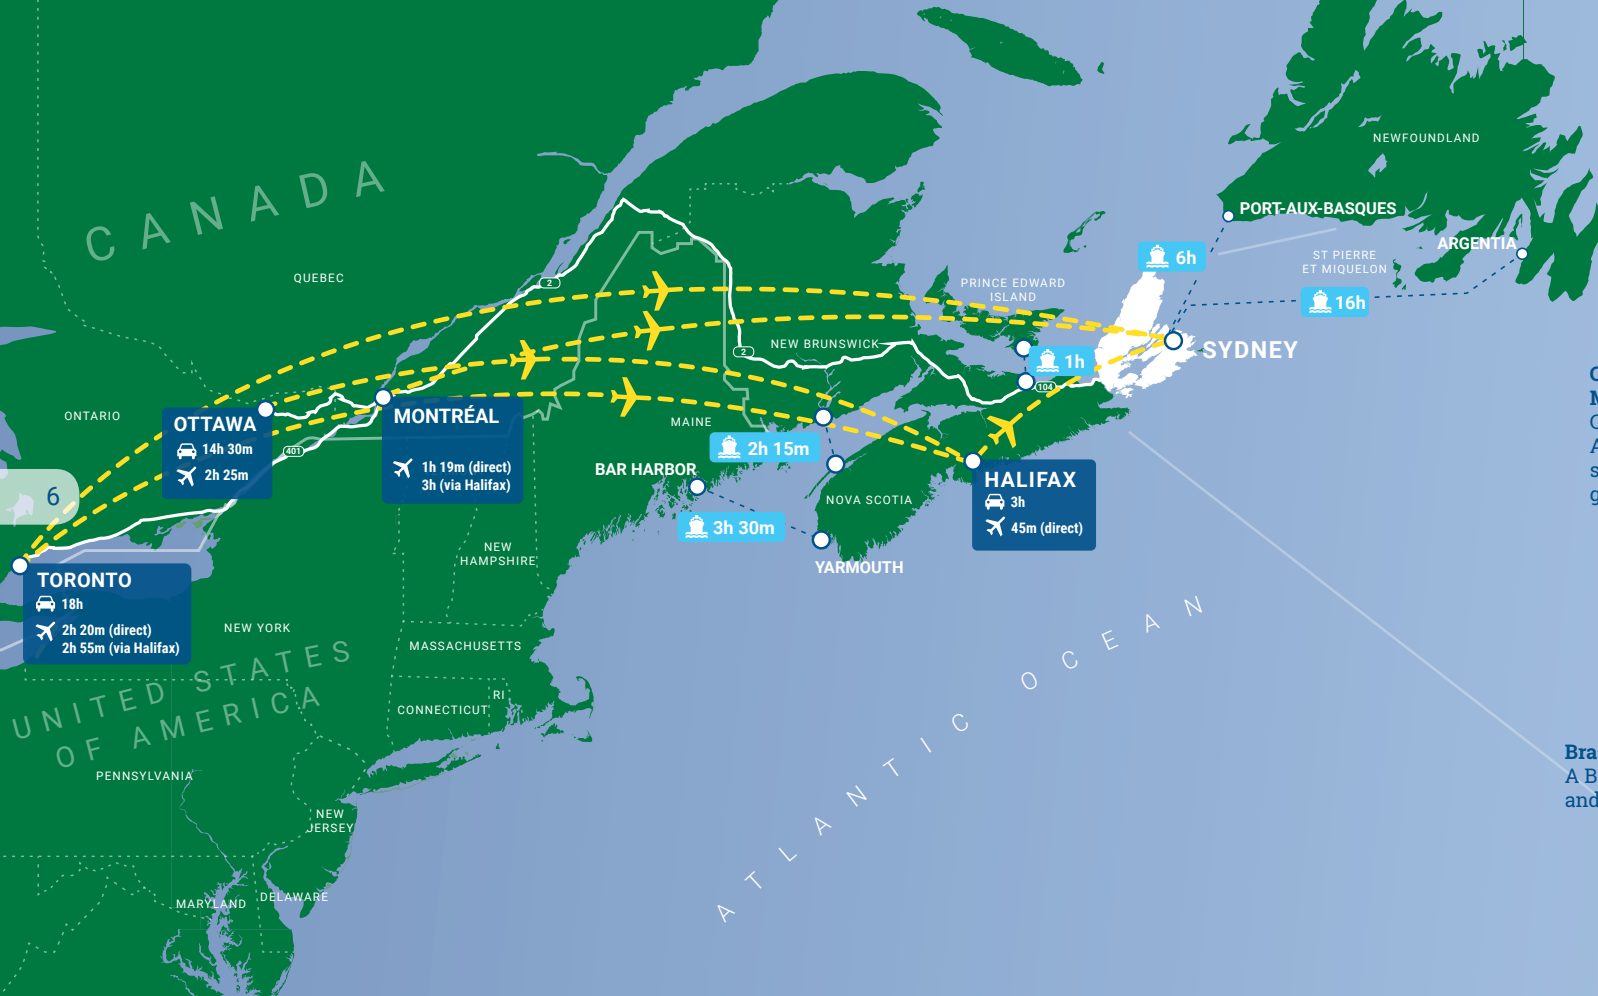 NEWFOUNDLAND
CANADA
PORT-AUX-BASQUES
ARGENTIA
6h
ST PIERRE
ET MIQUELON
QUEBEC
2
PRINCE EDWARD
ISLAND
16h
NEW BRUNSWICK
2
SYDNEY
1h
104
ONTARIO
OTTAWA
14h 30m
2h 25m
MONTRÉAL
1h 19m (direct)
3h (via Halifax)
401
MAINE
2h 15m
BAR HARBOR
HALIFAX
3h
45m (direct)
NOVA SCOTIA
6
3h 30m
YARMOUTH
NEW
HAMPSHIRE
TORONTO
18h
2h 20m (direct)
2h 55m (via Halifax)
NEW YORK
MASSACHUSETTS
UNITED STATES
OF AMERICA
RI
CONNECTICUT
ATLANTIC OCEAN
PENNSYLVANIA
NEW
JERSEY
MARYLAND
DELAWARE
Bra
A B
and